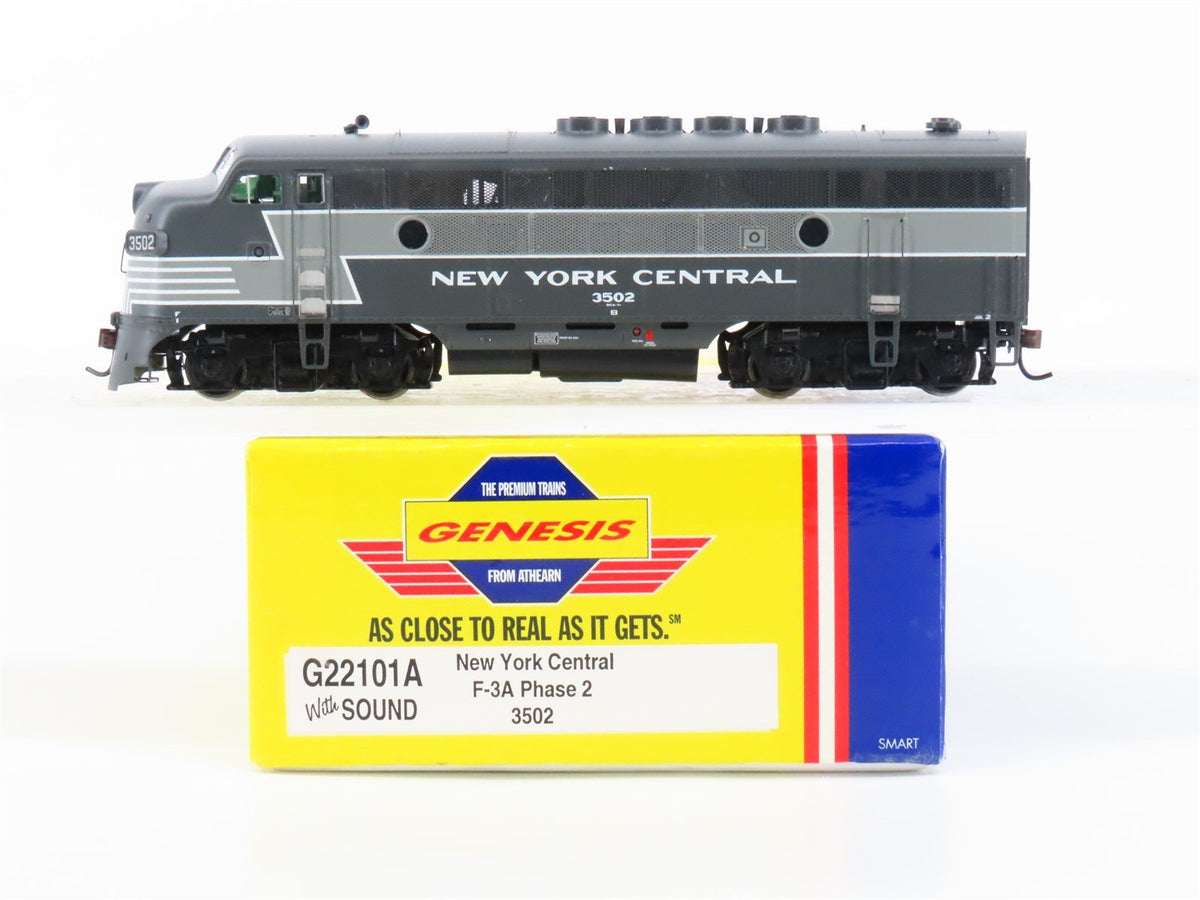 3502
NEW YORK CENTRAL
3502
B
THE PREMIUM TRAINS
GENESIS
FROM ATHEARN
AS CLOSE TO REAL AS IT GETS.℠
G22101A
With SOUND
New York Central
F-3A Phase 2
3502
SMART